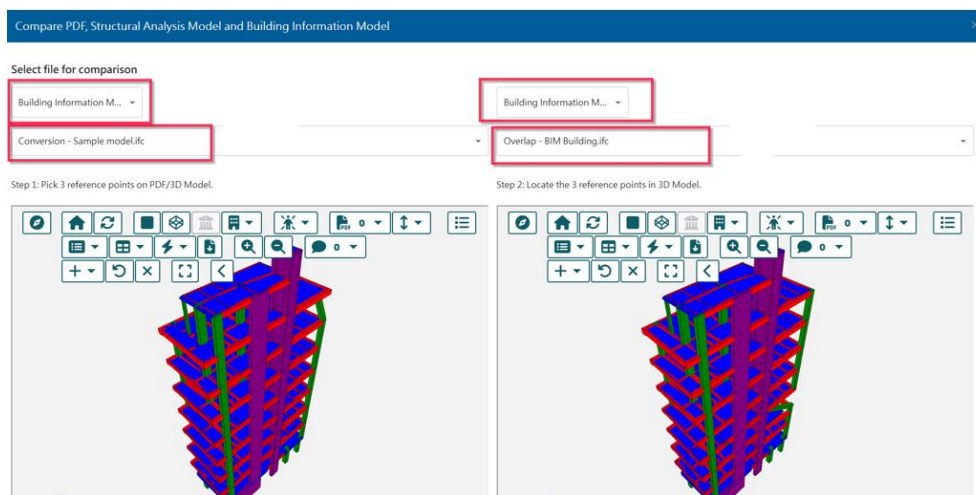 Compare PDF, Structural Analysis Model and Building Information Model
Select file for comparison
Building Information M...
Building Information M...
Conversion - Sample model.ifc
Overlap - BIM Building.ifc
Step 1: Pick 3 reference points on PDF/3D Model.
Step 2: Locate the 3 reference points in 3D Model.
PDF 0
PDF 0
0
0